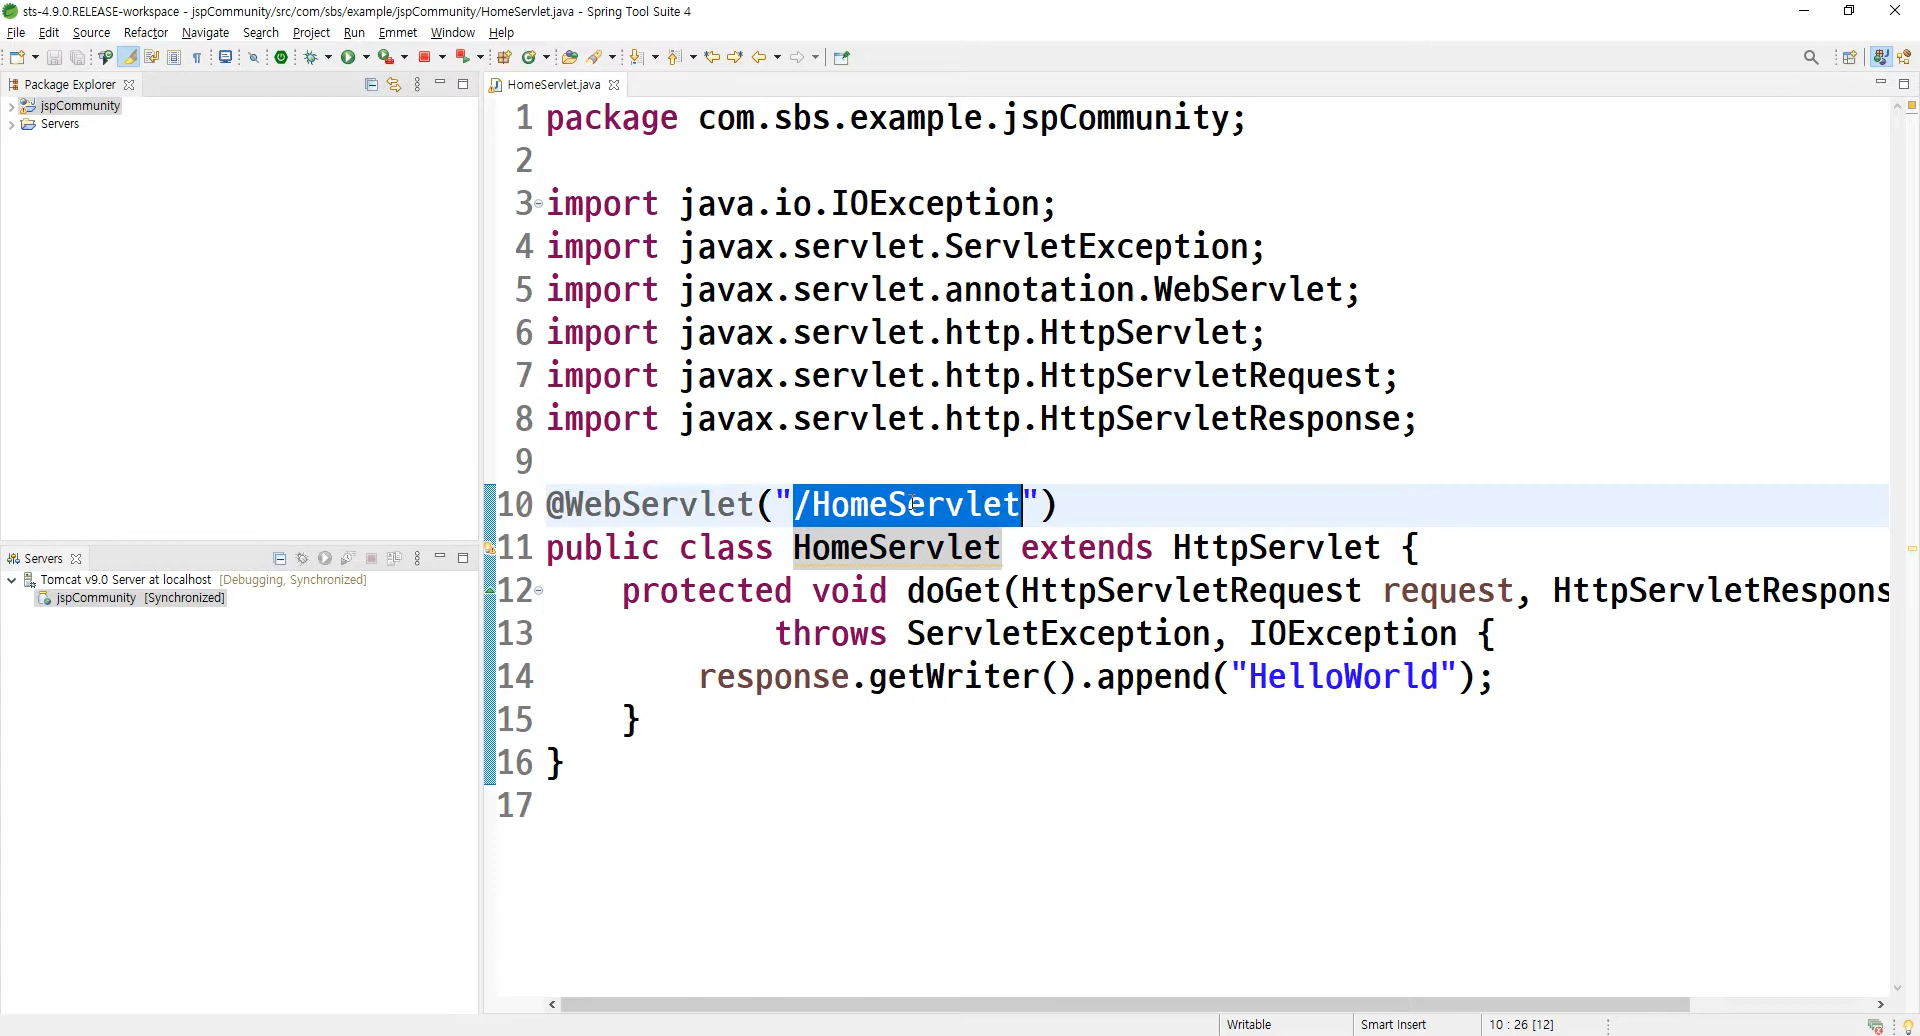 sts-4.9.0.RELEASE-workspace - jspCommunity/src/com/sbs/example/jspCommunity/HomeServlet.java - Spring Tool Suite 4
File Edit Source Refactor Navigate Search Project Run Emmet Window Help
Package Explorer
jspCommunity
Servers
HomeServlet.java
1 package com.sbs.example.jspCommunity;
2
3 import java.io.IOException;
4 import javax.servlet.ServletException;
5 import javax.servlet.annotation.WebServlet;
6 import javax.servlet.http.HttpServlet;
7 import javax.servlet.http.HttpServletRequest;
8 import javax.servlet.http.HttpServletResponse;
9
10 @WebServlet("/HomeServlet")
11 public class HomeServlet extends HttpServlet {
12 protected void doGet(HttpServletRequest request, HttpServletRespons
13 throws ServletException, IOException {
14 response.getWriter().append("HelloWorld");
15 }
16 }
17
Servers
Tomcat v9.0 Server at localhost [Debugging, Synchronized]
jspCommunity [Synchronized]
Writable Smart Insert 10 : 26 [12]